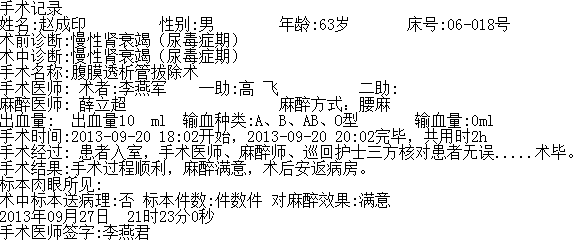 手术记录
姓名:赵成印 性别:男 年龄:63岁 床号:06-018号
术前诊断:慢性肾衰竭（尿毒症期）
术中诊断:慢性肾衰竭（尿毒症期）
手术名称:腹膜透析管拔除术
手术医师: 术者:李燕军 一助:高 飞 二助:
麻醉医师: 薛立超 麻醉方式: 腰麻
出血量: 出血量10 ml 输血种类:A、B、AB、O型 输血量:0ml
手术时间:2013-09-20 18:02开始, 2013-09-20 20:02完毕, 共用时2h
手术经过: 患者入室, 手术医师、麻醉师、巡回护士三方核对患者无误.....术毕。
手术结果:手术过程顺利, 麻醉满意, 术后安返病房。
标本肉眼所见:
术中标本送病理:否 标本件数:件数件 对麻醉效果:满意
2013年09月27日 21时23分0秒
手术医师签字:李燕君